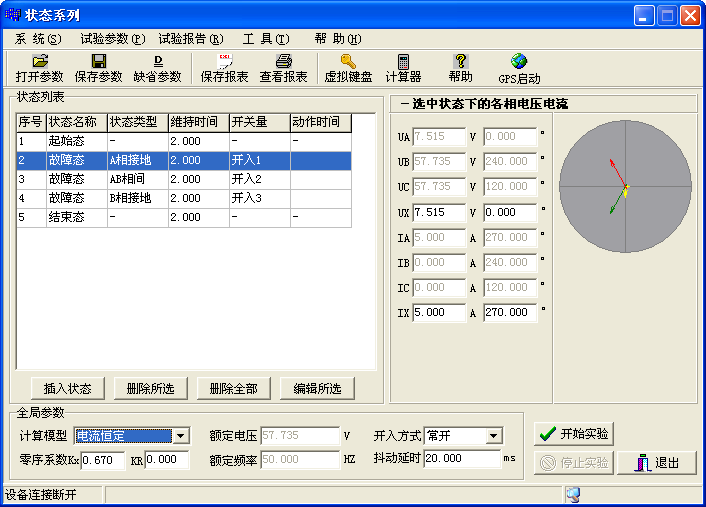 状态系列
系 统(S) 试验参数(P) 试验报告(R) 工 具(T) 帮 助(H)
打开参数 保存参数 缺省参数 保存报表 查看报表 虚拟键盘 计算器 帮助 GPS启动
状态列表
序号 状态名称 状态类型 维持时间 开关量 动作时间
1 起始态 - 2.000 - -
2 故障态 A相接地 2.000 开入1
3 故障态 AB相间 2.000 开入2
4 故障态 B相接地 2.000 开入3
5 结束态 - 2.000 - -
插入状态 删除所选 删除全部 编辑所选
－选中状态下的各相电压电流
UA 7.515 V 0.000 °
UB 57.735 V 240.000 °
UC 57.735 V 120.000 °
UX 7.515 V 0.000 °
IA 5.000 A 270.000 °
IB 0.000 A 240.000 °
IC 0.000 A 120.000 °
IX 5.000 A 270.000 °
全局参数
计算模型 电流恒定 额定电压 57.735 V 开入方式 常开
零序系数Kx 0.670 KR 0.000 额定频率 50.000 HZ 抖动延时 20.000 ms
开始实验
停止实验 退出
设备连接断开